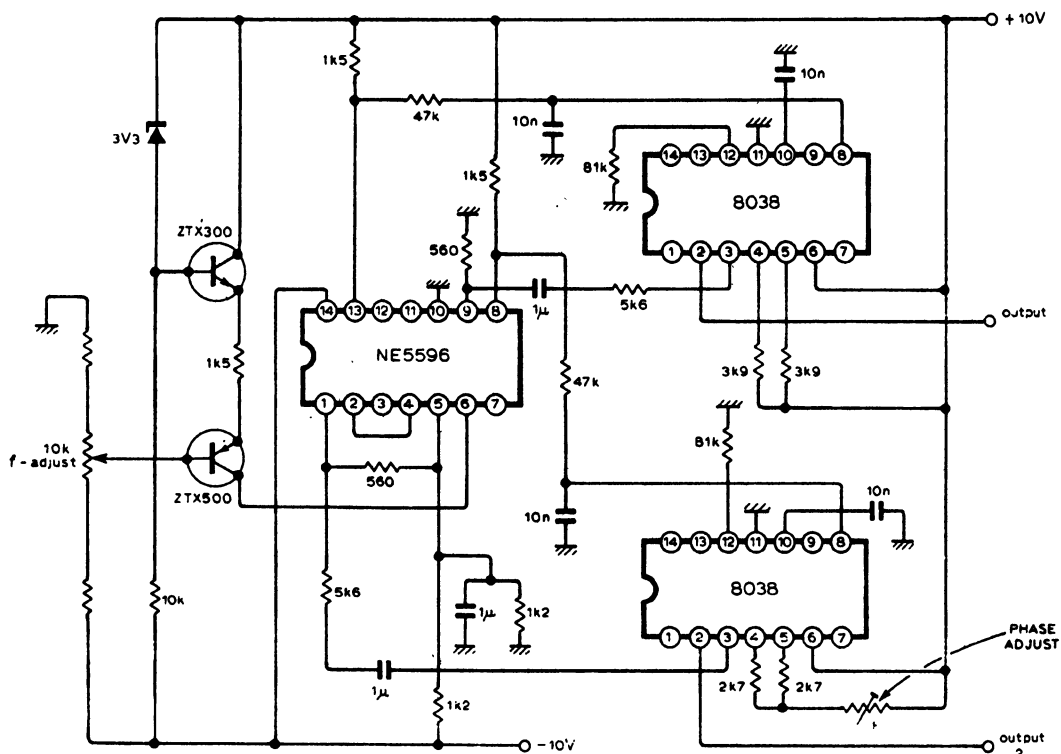 +10V
1k5
10n
47k
10n
3V3
81k
14 13 12 11 10 9 8
1k5
8038
ZTX300
560
1 2 3 4 5 6 7
1µ
5k6
14 13 12 11 10 9 8
output
NE5596
1k5
3k9
3k9
47k
1 2 3 4 5 6 7
81k
10k
f-adjust
560
ZTX500
10n
10n
14 13 12 11 10 9 8
10k
5k6
8038
1µ
1k2
PHASE
ADJUST
1 2 3 4 5 6 7
1µ
2k7
2k7
1k2
-10V
output
2